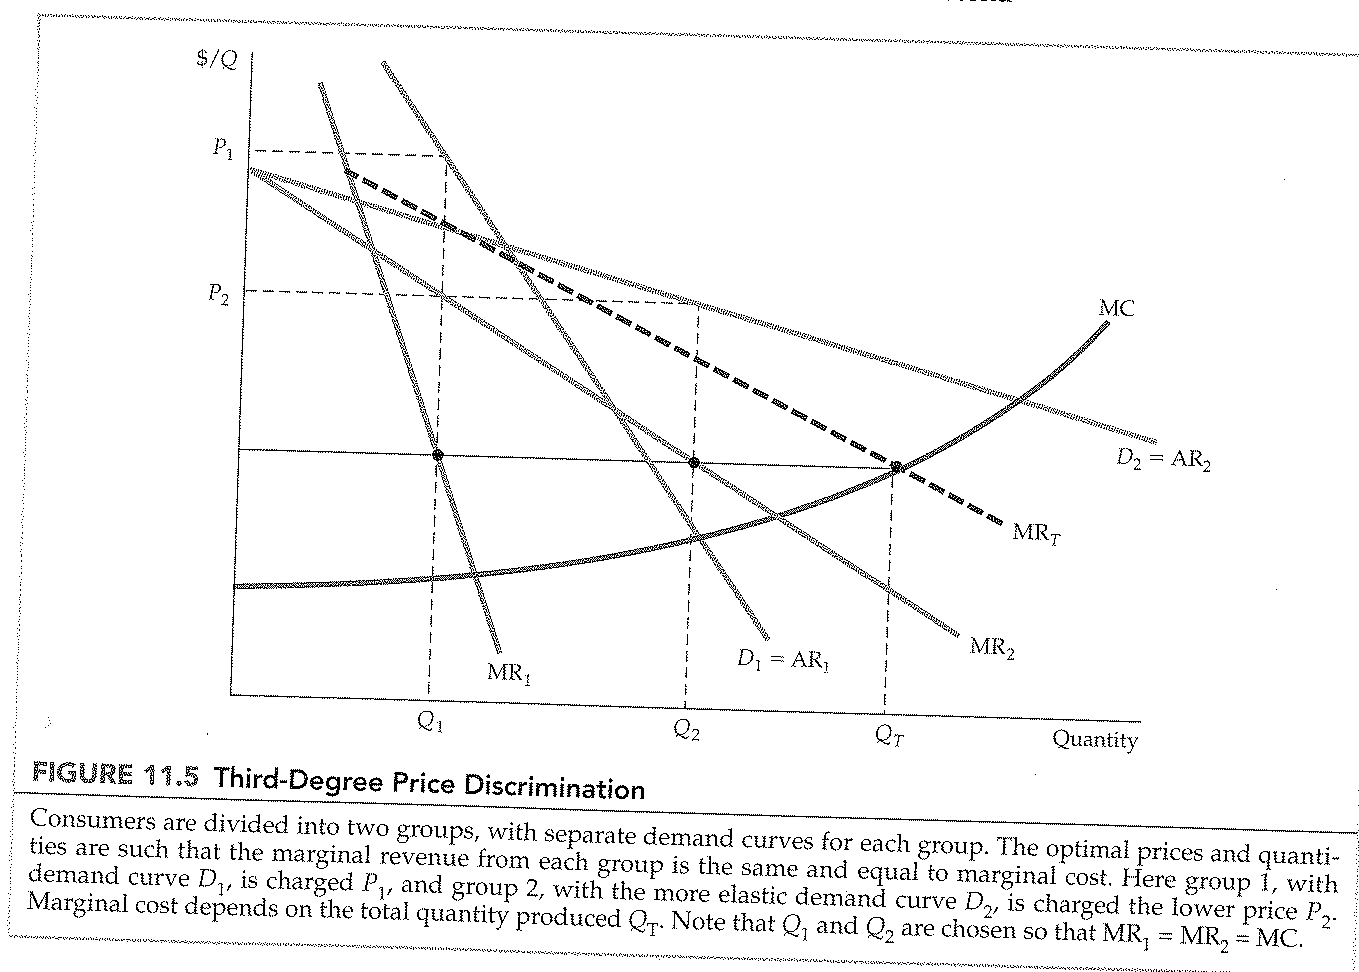 $/Q
P₁
P₂
MC
D₂ = AR₂
MR_T
MR₂
D₁ = AR₁
MR₁
Q₁
Q₂
Q_T
Quantity
FIGURE 11.5 Third-Degree Price Discrimination
Consumers are divided into two groups, with separate demand curves for each group. The optimal prices and quanti-
ties are such that the marginal revenue from each group is the same and equal to marginal cost. Here group 1, with
demand curve D₁, is charged P₁, and group 2, with the more elastic demand curve D₂, is charged the lower price P₂.
Marginal cost depends on the total quantity produced Q_T. Note that Q₁ and Q₂ are chosen so that MR₁ = MR₂ = MC.